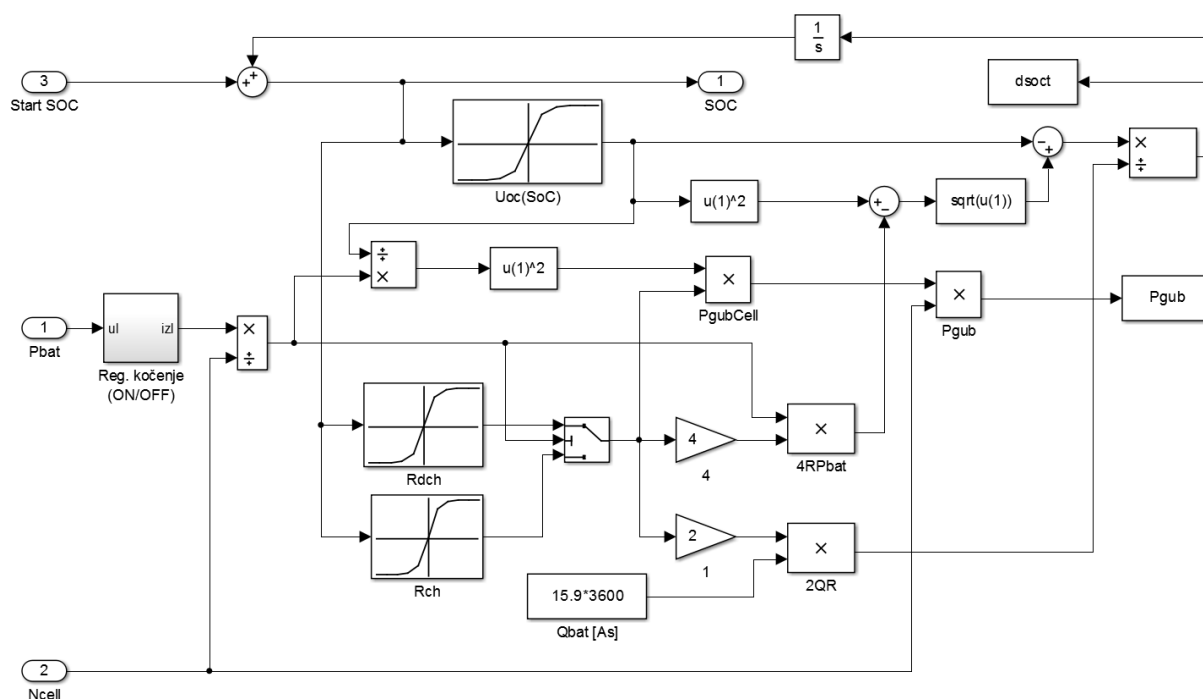 1
s
3
Start SOC
+
+
1
SOC
dsoct
Uoc(SoC)
−
+
×
÷
u(1)^2
+
−
sqrt(u(1))
÷
×
u(1)^2
×
PgubCell
×
Pgub
Pgub
1
Pbat
ul
izl
Reg. kočenje
(ON/OFF)
×
÷
Rdch
4
4
×
4RPbat
Rch
2
1
×
2QR
15.9*3600
Qbat [As]
2
Ncell